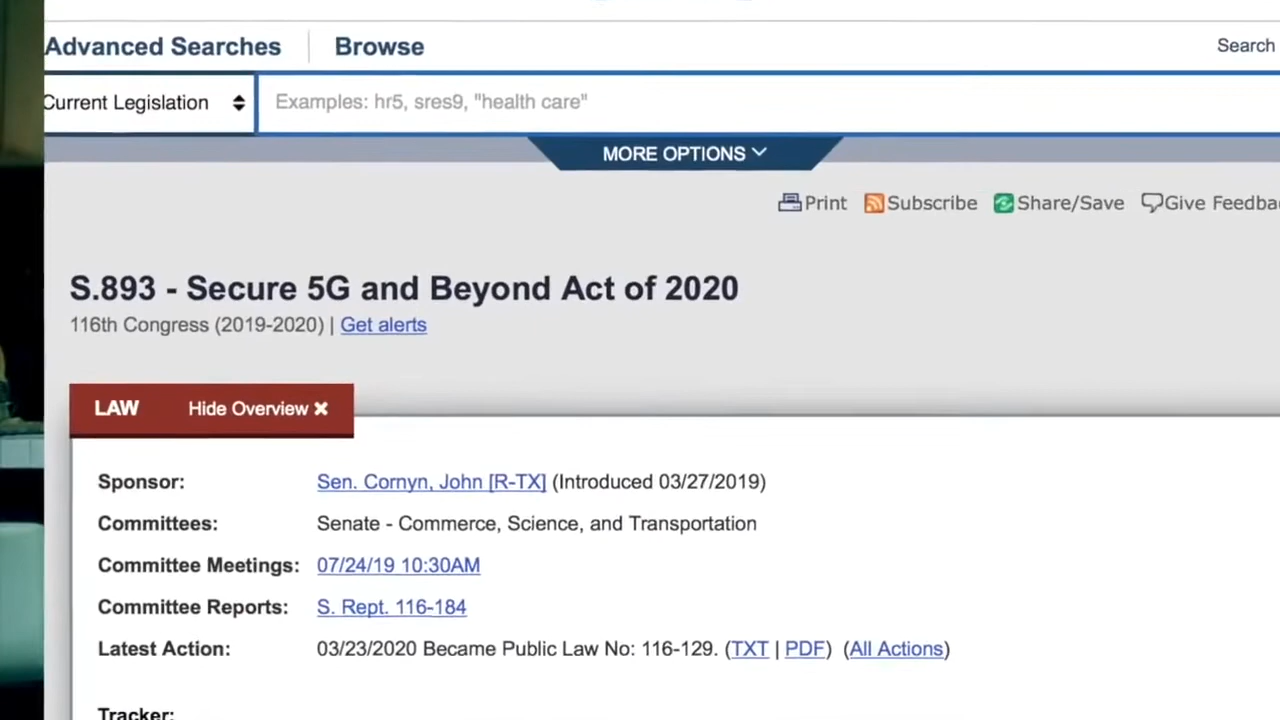 Advanced Searches Browse Search
Current Legislation Examples: hr5, sres9, "health care"
MORE OPTIONS
Print Subscribe Share/Save Give Feedba
S.893 - Secure 5G and Beyond Act of 2020
116th Congress (2019-2020) | Get alerts
LAW Hide Overview
Sponsor: Sen. Cornyn, John [R-TX] (Introduced 03/27/2019)
Committees: Senate - Commerce, Science, and Transportation
Committee Meetings: 07/24/19 10:30AM
Committee Reports: S. Rept. 116-184
Latest Action: 03/23/2020 Became Public Law No: 116-129. (TXT | PDF) (All Actions)
Tracker: